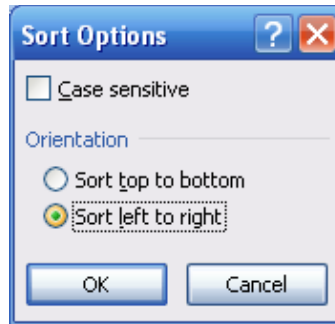 Sort Options ?
Case sensitive
Orientation
Sort top to bottom
Sort left to right
OK Cancel